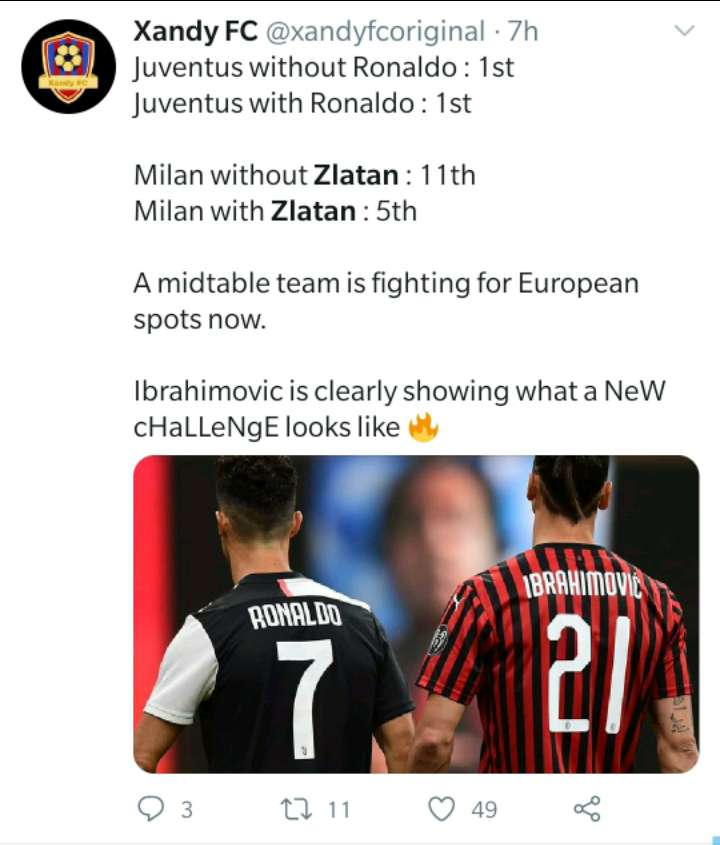 Xandy FC @xandyfcoriginal · 7h
Xandy FC
Juventus without Ronaldo : 1st
Juventus with Ronaldo : 1st
Milan without Zlatan : 11th
Milan with Zlatan : 5th
A midtable team is fighting for European
spots now.
Ibrahimovic is clearly showing what a NeW
cHaLLeNgE looks like 🔥
RONALDO
7
IBRAHIMOVIĆ
21
3
11
49